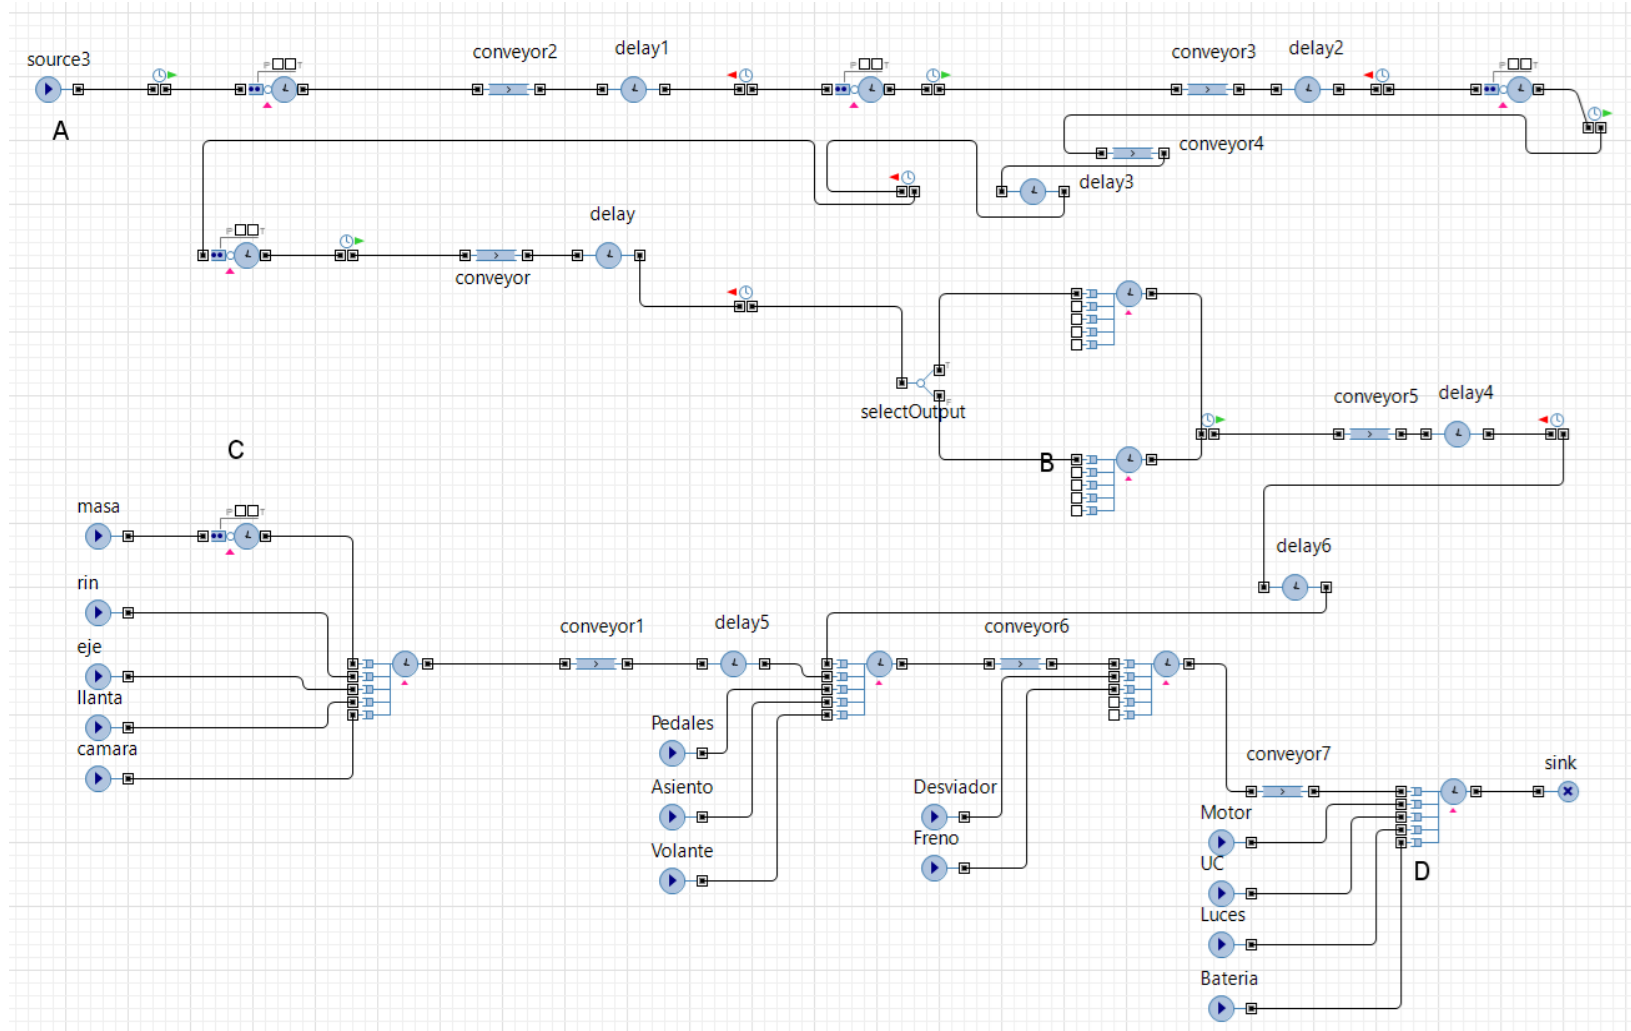 source3
conveyor2
delay1
conveyor3
delay2
A
conveyor4
delay3
delay
conveyor
selectOutput
conveyor5
delay4
B
C
masa
delay6
rin
eje
conveyor1
delay5
conveyor6
llanta
camara
Pedales
Asiento
Volante
Desviador
Freno
conveyor7
sink
Motor
UC
D
Luces
Bateria